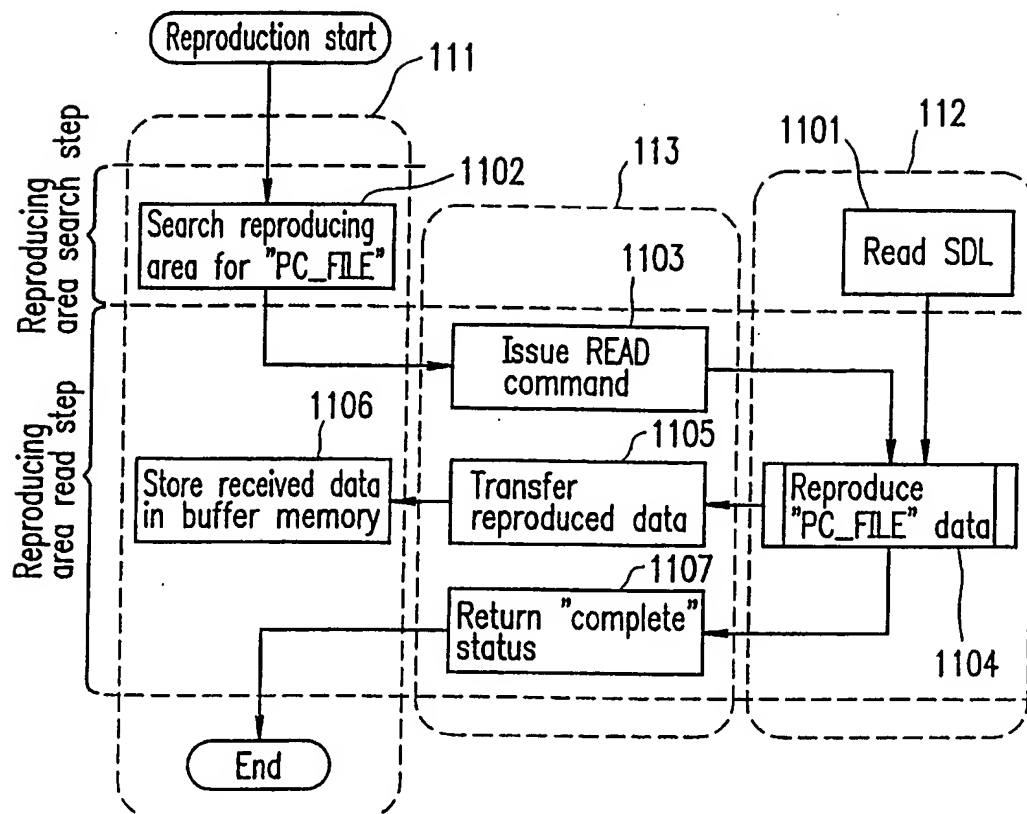 Reproduction start
111
112
1101
113
1102
Reproducing
area search step
Search reproducing
area for "PC_FILE"
Read SDL
1103
Issue READ
command
Reproducing
area read step
1106
1105
Store received data
in buffer memory
Transfer
reproduced data
Reproduce
"PC_FILE" data
1107
Return "complete"
status
1104
End